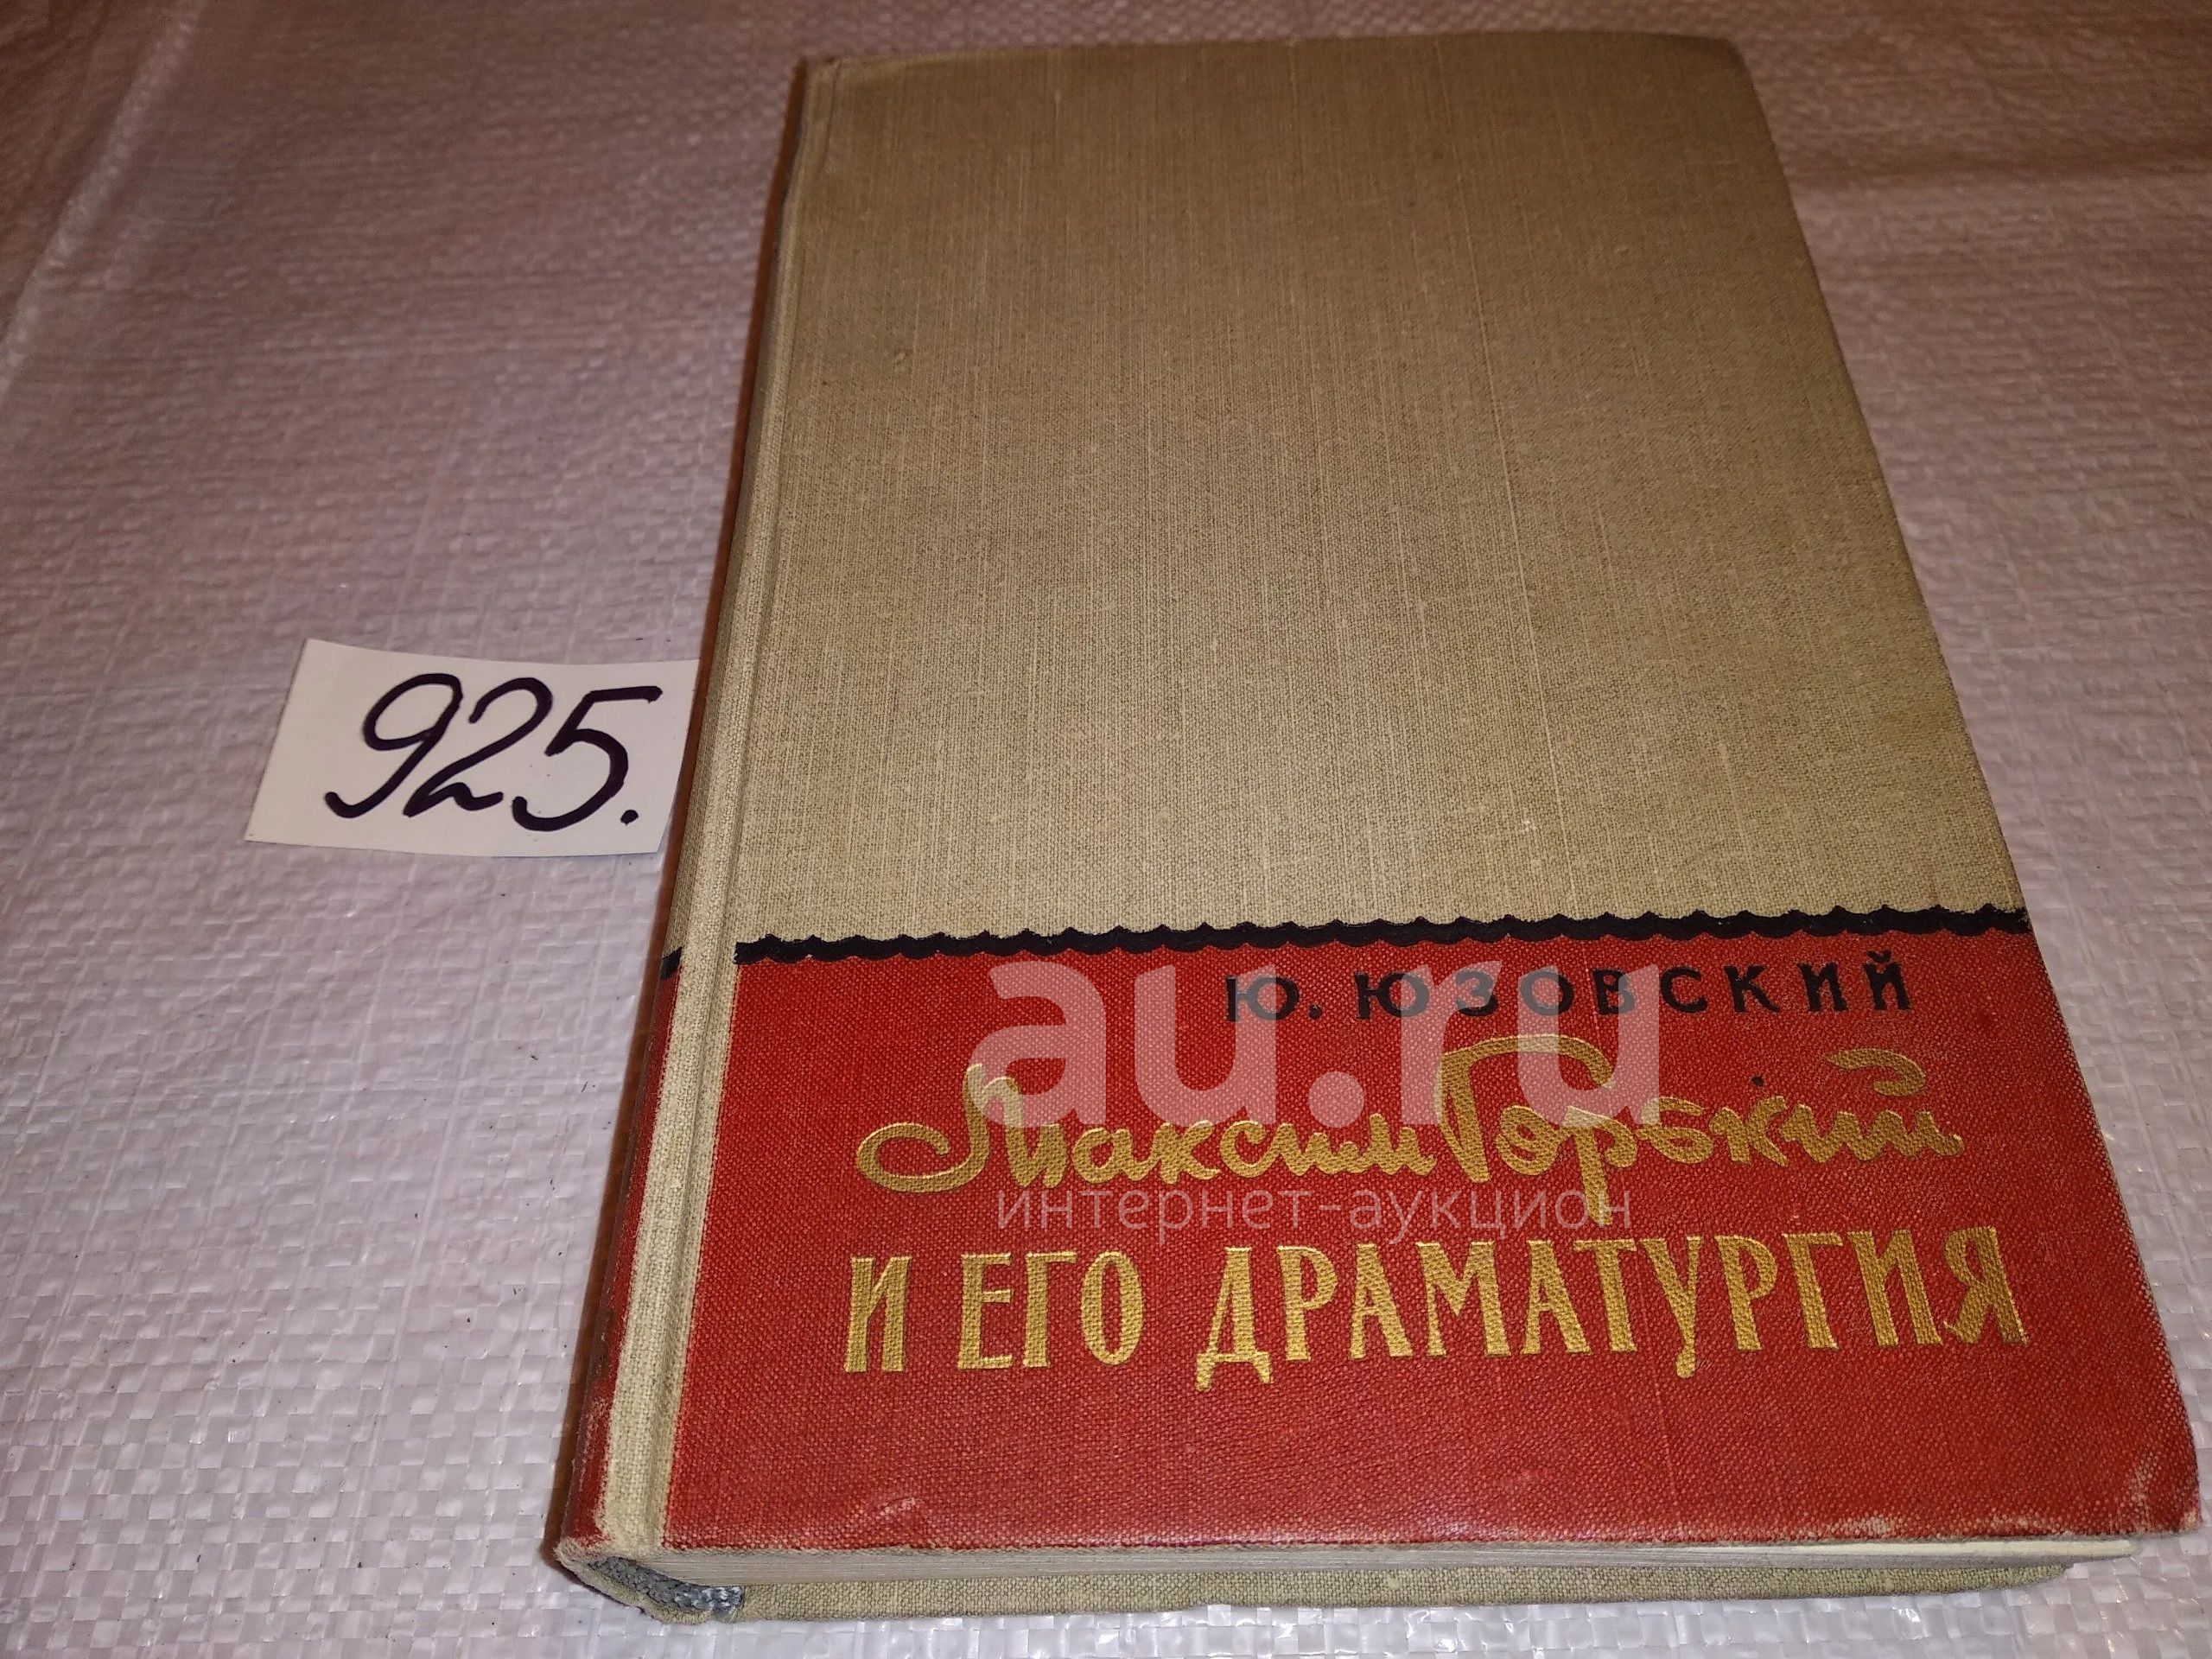 925.
Ю. ЮЗОВСКИЙ
au.ru
Максим Горький
интернет-аукцион
И ЕГО ДРАМАТУРГИЯ